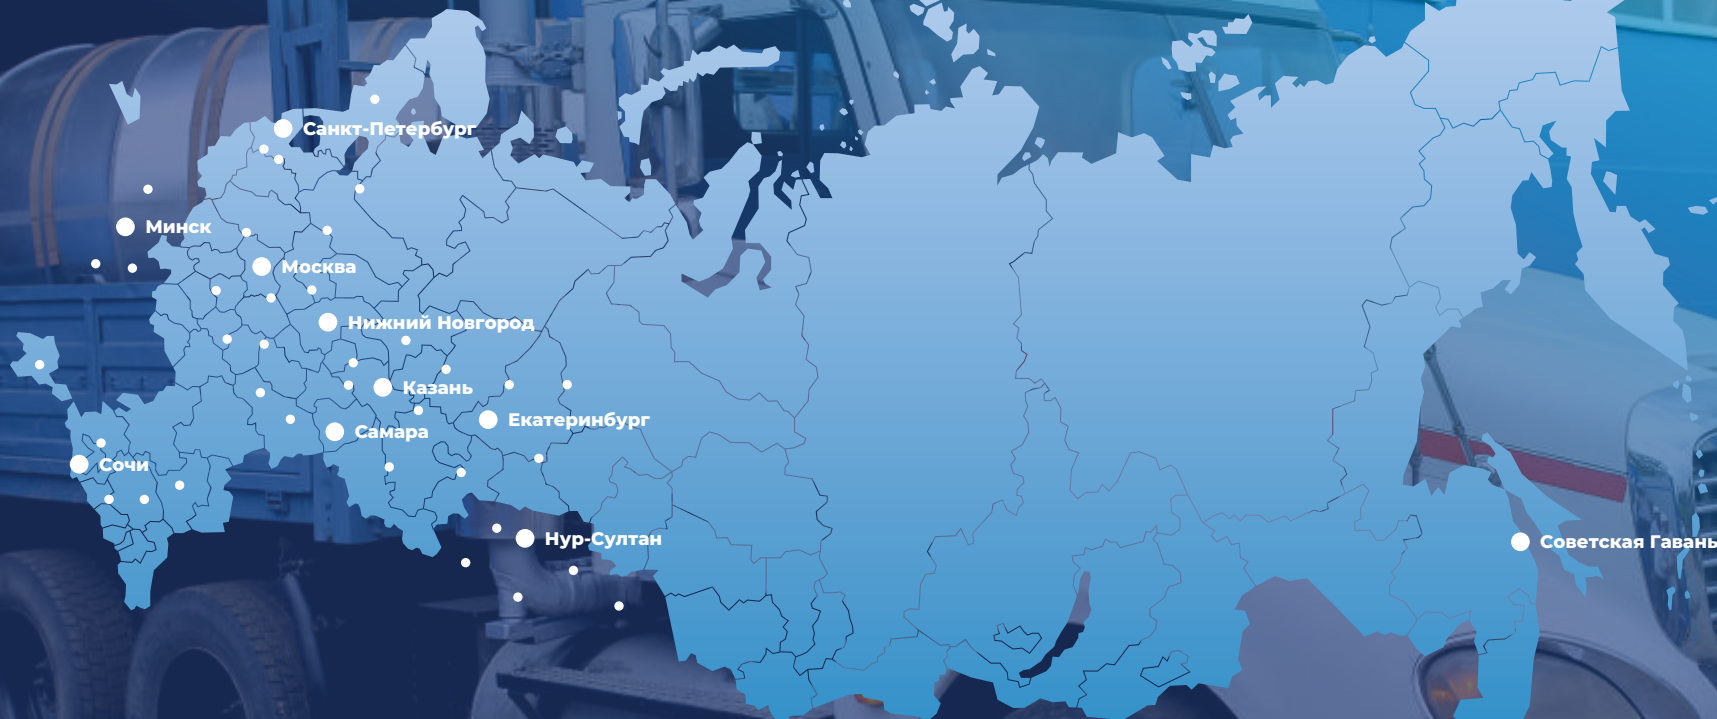 Санкт-Петербург
Минск
Москва
Нижний Новгород
Казань
Екатеринбург
Самара
Сочи
Нур-Султан
Советская Гавань